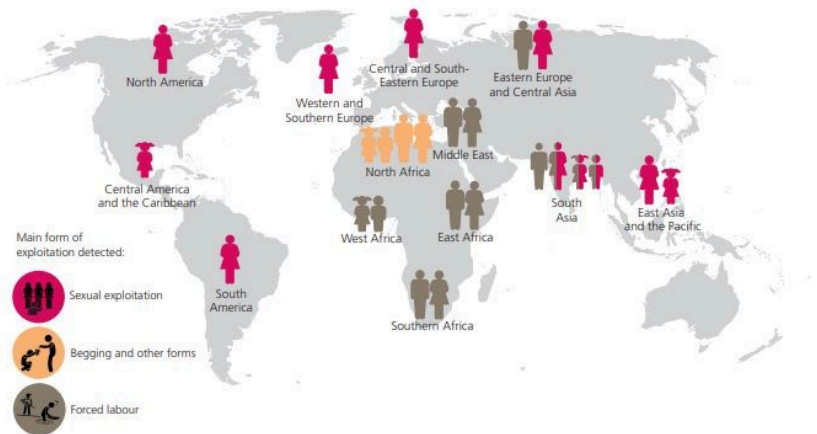 North America
Central and South-
Eastern Europe
Eastern Europe
and Central Asia
Western and
Southern Europe
Middle East
North Africa
Central America
and the Caribbean
South
Asia
East Asia
and the Pacific
West Africa
East Africa
Main form of
exploitation detected:
Sexual exploitation
South
America
Southern Africa
Begging and other forms
Forced labour